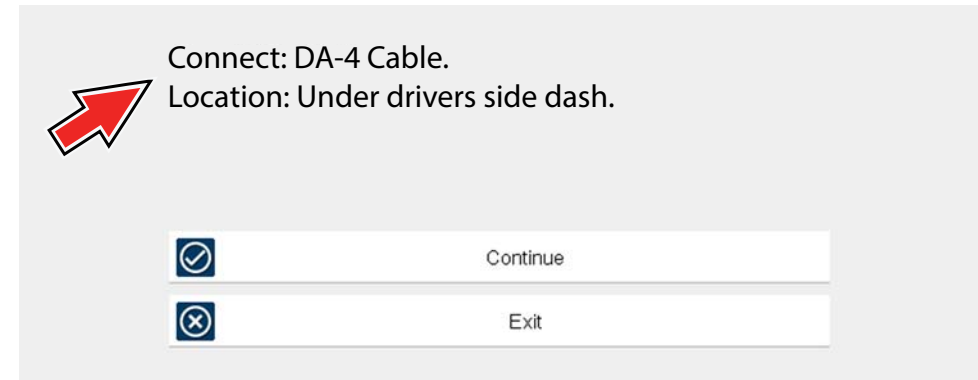 Connect: DA-4 Cable.
Location: Under drivers side dash.
Continue
Exit